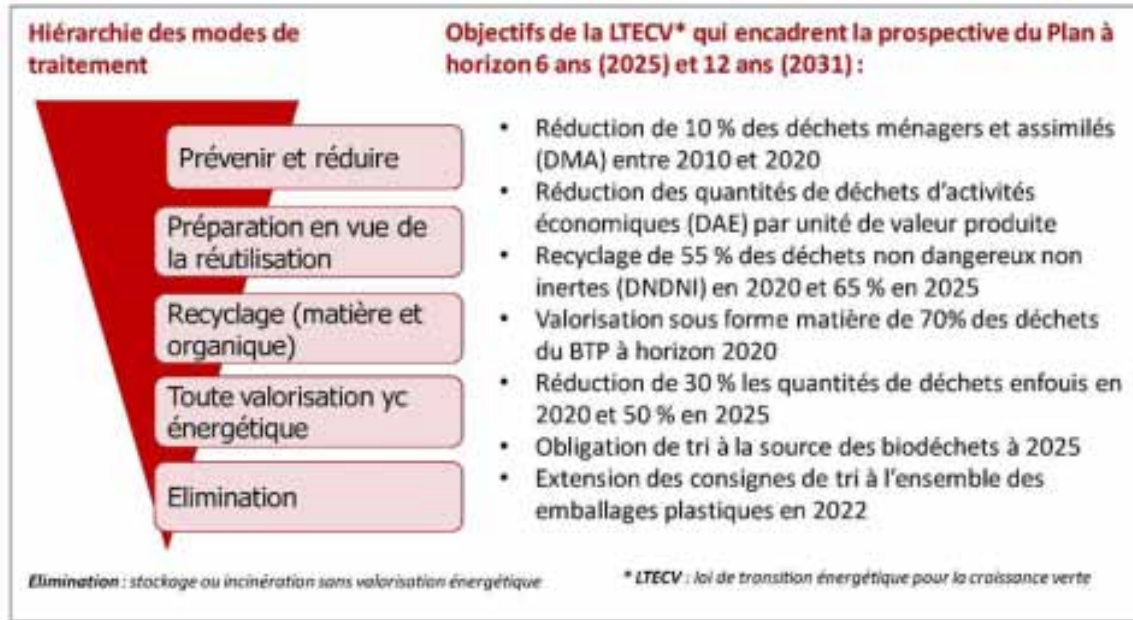 Hiérarchie des modes de
traitement
Prévenir et réduire
Préparation en vue de
la réutilisation
Recyclage (matière et
organique)
Toute valorisation yc
énergétique
Elimination
Objectifs de la LTECV* qui encadrent la prospective du Plan à
horizon 6 ans (2025) et 12 ans (2031) :
• Réduction de 10 % des déchets ménagers et assimilés
(DMA) entre 2010 et 2020
• Réduction des quantités de déchets d'activités
économiques (DAE) par unité de valeur produite
• Recyclage de 55 % des déchets non dangereux non
inertes (DNDNI) en 2020 et 65 % en 2025
• Valorisation sous forme matière de 70% des déchets
du BTP à horizon 2020
• Réduction de 30 % les quantités de déchets enfouis en
2020 et 50 % en 2025
• Obligation de tri à la source des biodéchets à 2025
• Extension des consignes de tri à l'ensemble des
emballages plastiques en 2022
Elimination : stockage ou incinération sans valorisation énergétique
* LTECV : loi de transition énergétique pour la croissance verte